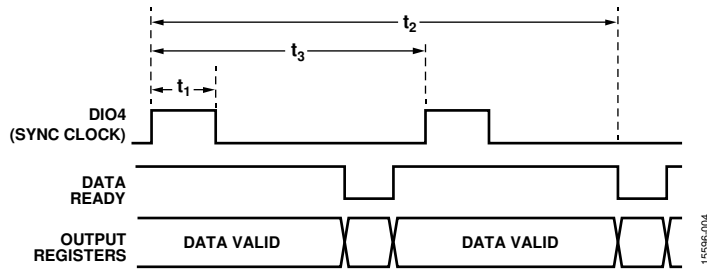 t2
t3
t1
DIO4
(SYNC CLOCK)
DATA
READY
OUTPUT
REGISTERS
DATA VALID
DATA VALID
15596-004